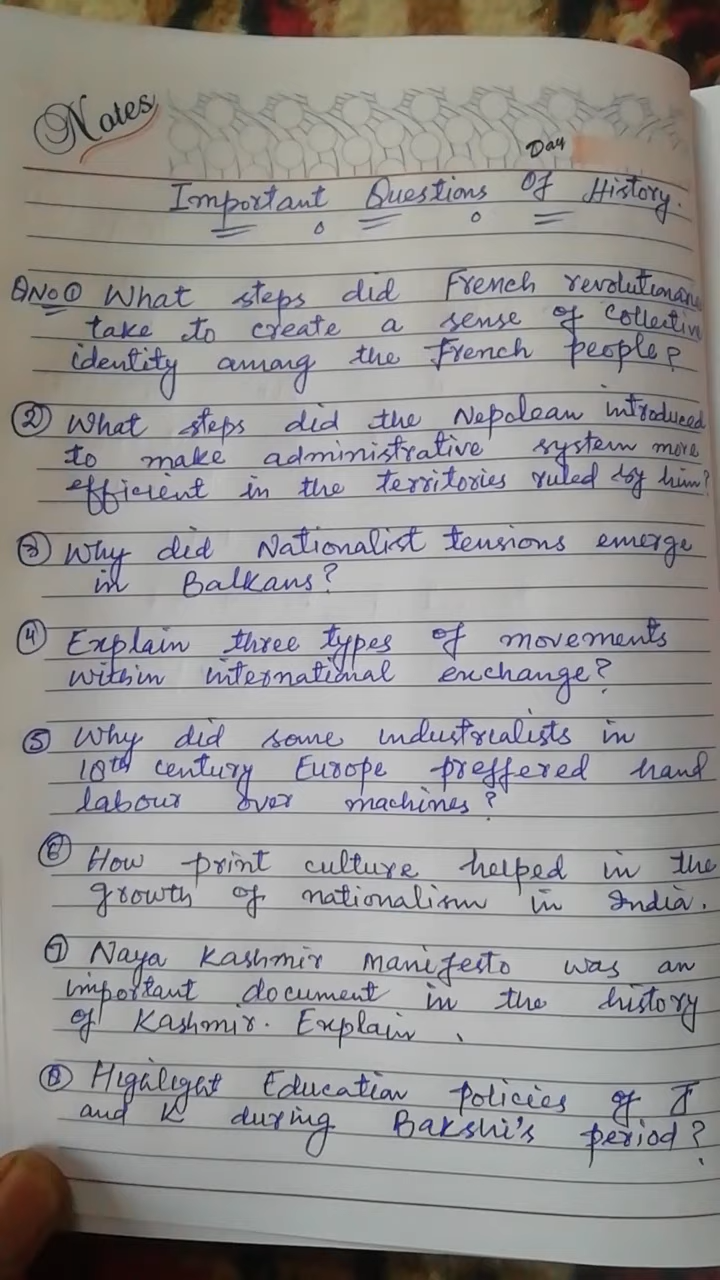 Notes
Day
Important Questions Of History.
QNo ① What steps did French revolutionaries
take to create a sense of collective
identity among the French people?
② What steps did the Nepolean introduced
to make administrative system more
efficient in the territories ruled by him?
③ Why did Nationalist tensions emerge
in Balkans?
④ Explain three types of movements
within international exchange?
⑤ Why did some industrialists in
18th century Europe preffered hand
labour over machines?
⑥ How print culture helped in the
growth of nationalism in India.
⑦ Naya Kashmir manifesto was an
important document in the history
of Kashmir. Explain.
⑧ Higaliget Education policies of J
and K during Bakshi's period?